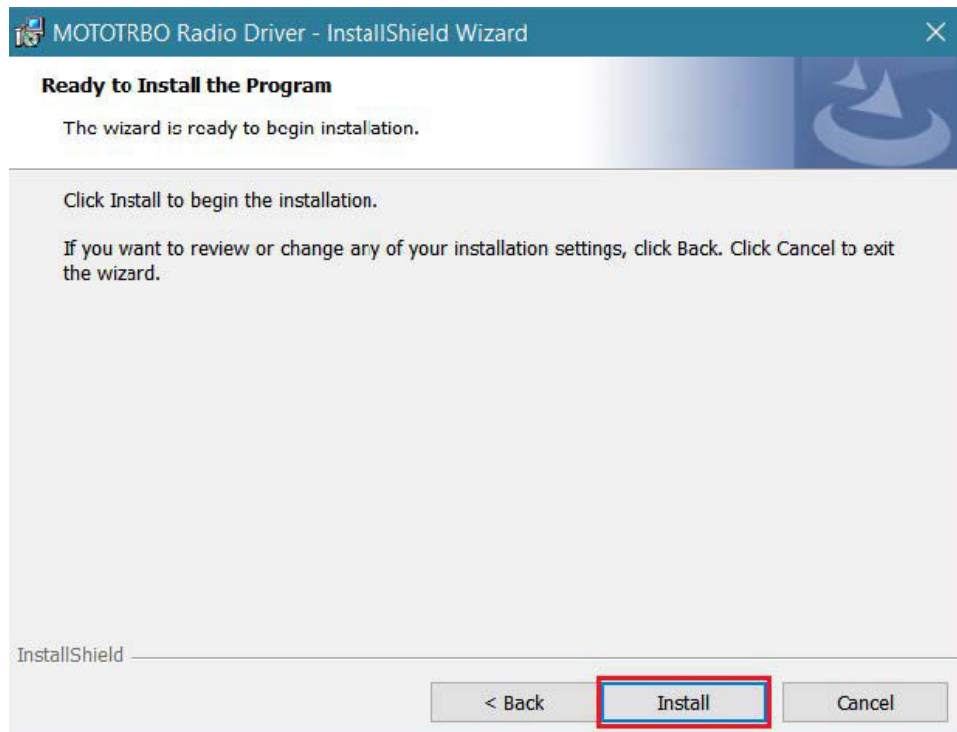 MOTOTRBO Radio Driver - InstallShield Wizard
Ready to Install the Program
The wizard is ready to begin installation.
Click Install to begin the installation.
If you want to review or change any of your installation settings, click Back. Click Cancel to exit
the wizard.
InstallShield
< Back
Install
Cancel